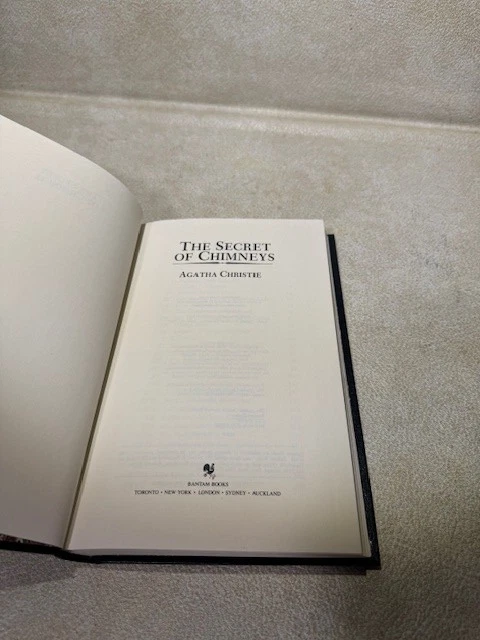 THE SECRET
OF CHIMNEYS
AGATHA CHRISTIE
BANTAM BOOKS
TORONTO • NEW YORK • LONDON • SYDNEY • AUCKLAND